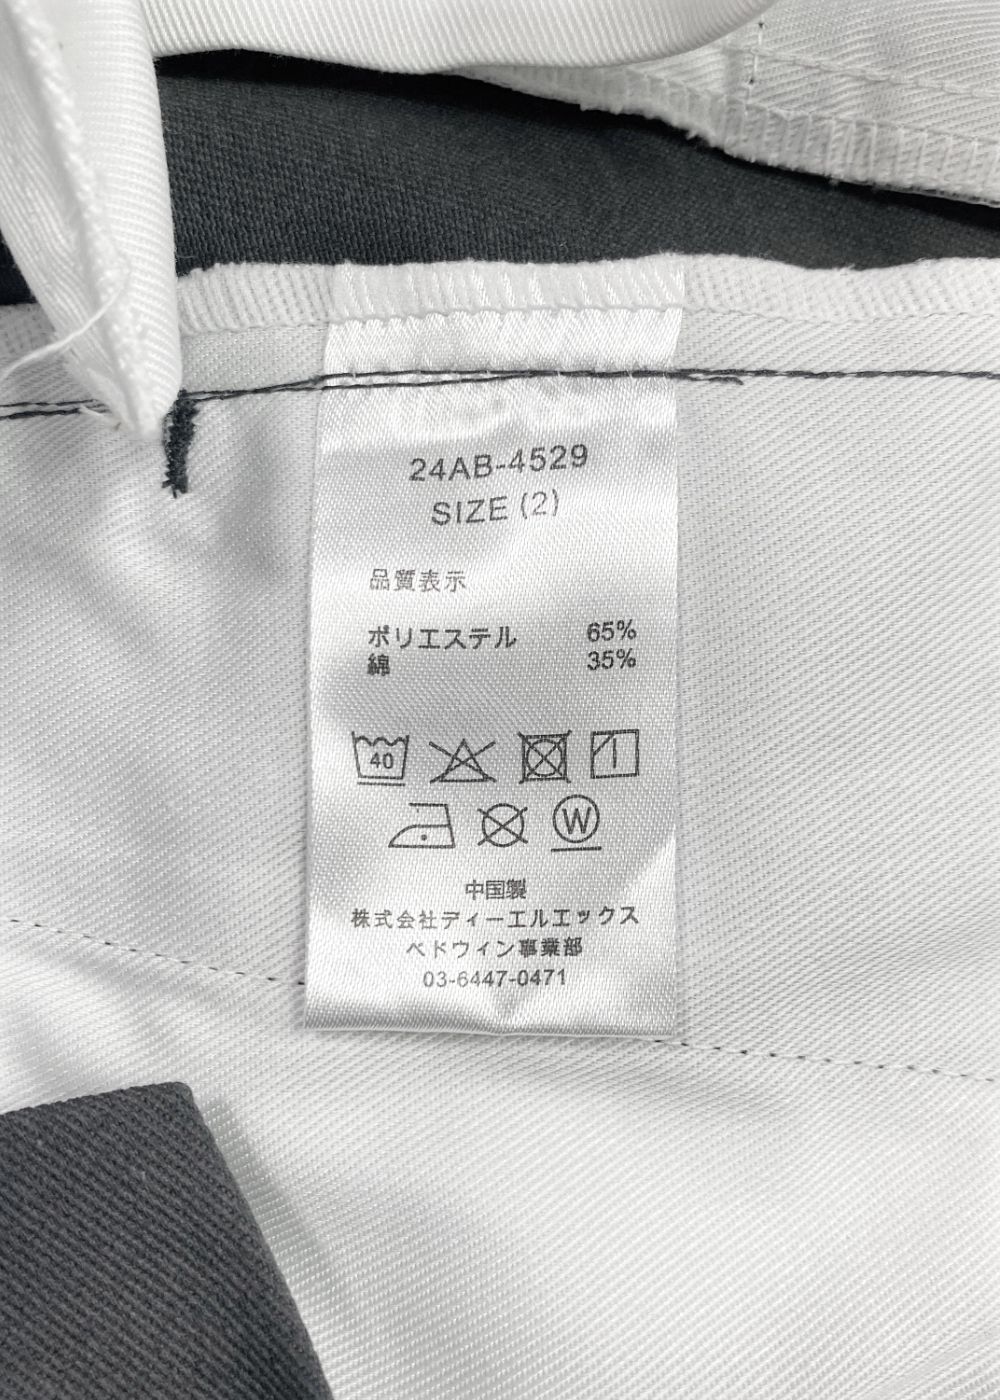 24AB-4529
SIZE (2)
品質表示
ポリエステル 65%
綿 35%
40
W
中国製
株式会社ディーエルエックス
ベドウィン事業部
03-6447-0471